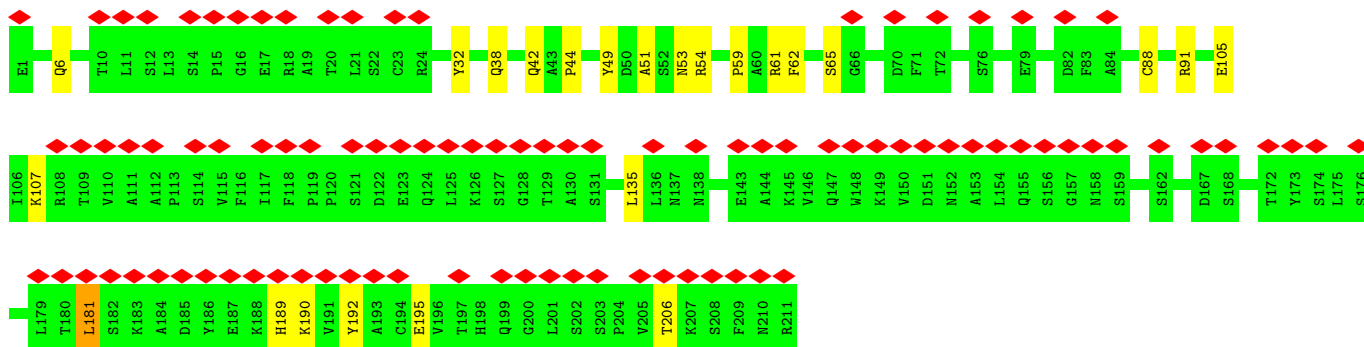 E1 Q6 T10 L11 S12 L13 S14 P15 G16 E17 R18 A19 T20 L21 S22 C23 R24 Y32 Q38 Q42 A43 P44 Y49 D50 A51 S52 N53 R54 P59 A60 R61 F62 S65 G66 D70 F71 T72 S76 E79 D82 F83 A84 C88 R91 E105
I106 K107 R108 T109 V110 A111 A112 P113 S114 V115 F116 I117 F118 P119 P120 S121 D122 E123 Q124 L125 K126 S127 G128 T129 A130 S131 L135 L136 N137 N138 E143 A144 K145 V146 Q147 W148 K149 V150 D151 N152 A153 L154 Q155 S156 G157 N158 S159 S162 D167 S168 T172 Y173 S174 L175 S176
L179 T180 L181 S182 K183 A184 D185 Y186 E187 K188 H189 K190 V191 Y192 A193 C194 E195 V196 T197 H198 Q199 G200 L201 S202 S203 P204 V205 T206 K207 S208 F209 N210 R211